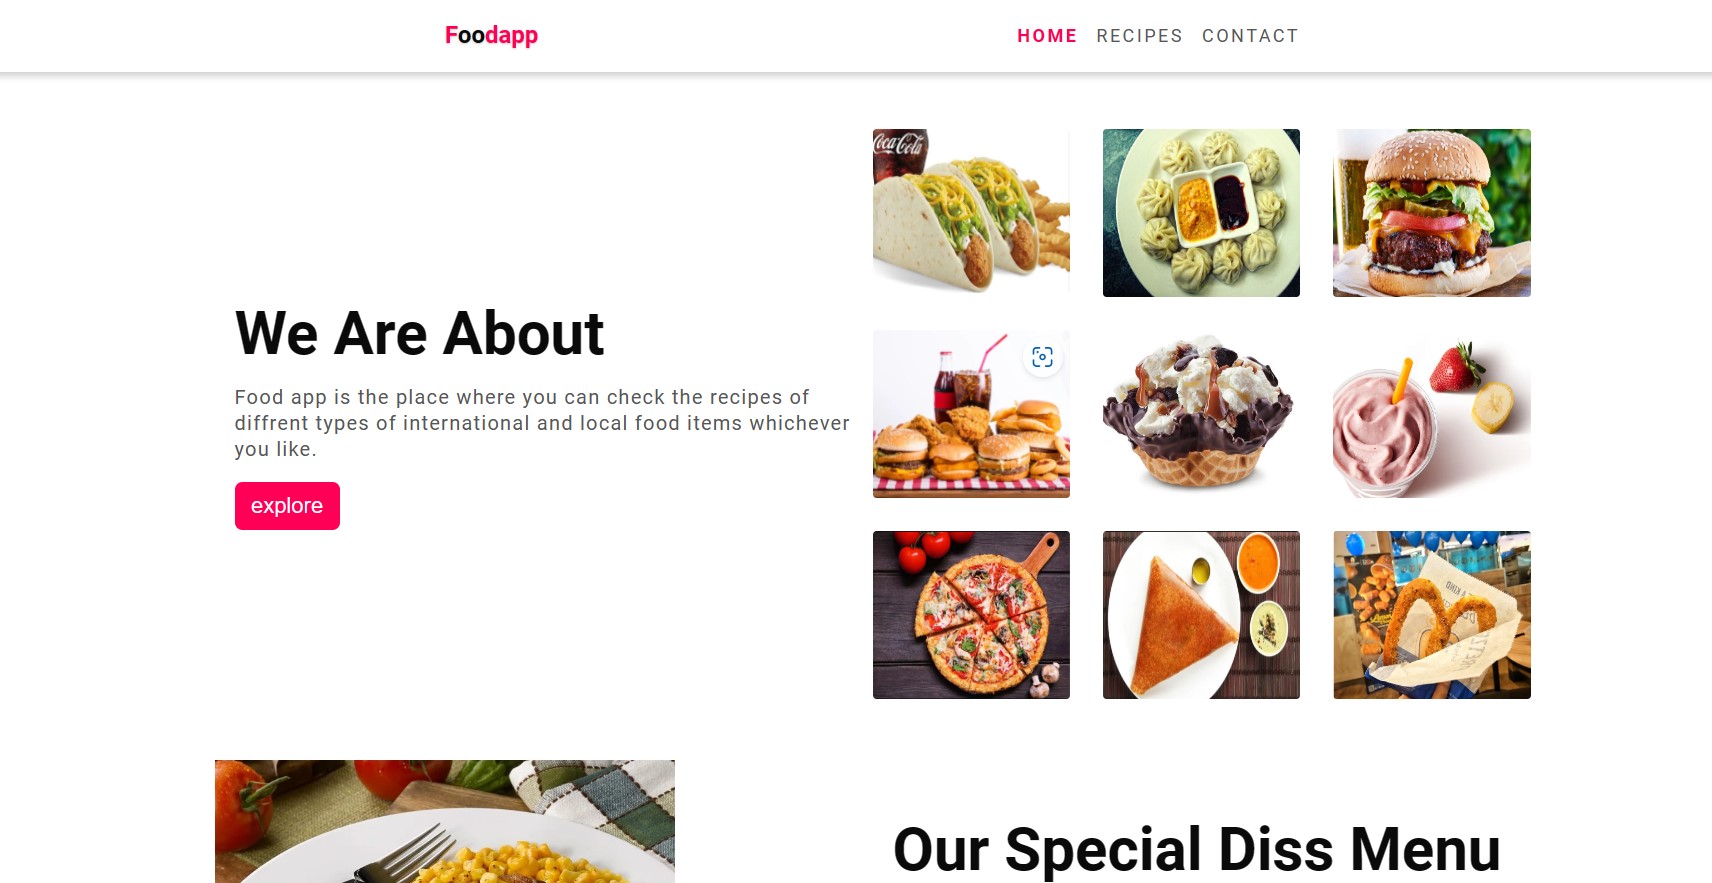 Foodapp
HOME RECIPES CONTACT
Coca-Cola
We Are About
Food app is the place where you can check the recipes of
diffrent types of international and local food items whichever
you like.
explore
Our Special Diss Menu